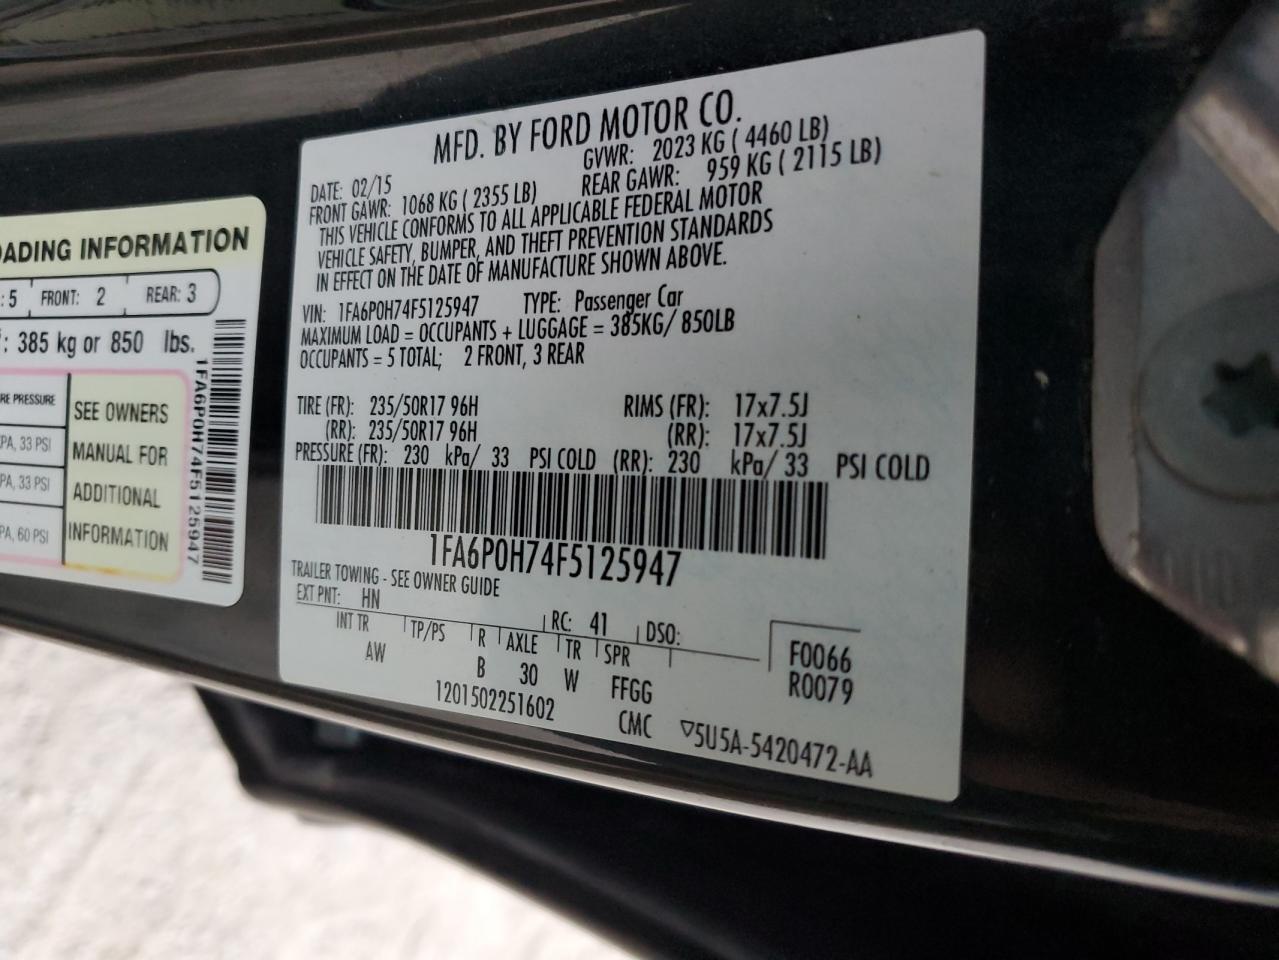 MFD. BY FORD MOTOR CO.
DATE: 02/15 GVWR: 2023 KG ( 4460 LB)
FRONT GAWR: 1068 KG ( 2355 LB) REAR GAWR: 959 KG ( 2115 LB)
THIS VEHICLE CONFORMS TO ALL APPLICABLE FEDERAL MOTOR
VEHICLE SAFETY, BUMPER, AND THEFT PREVENTION STANDARDS
IN EFFECT ON THE DATE OF MANUFACTURE SHOWN ABOVE.
VIN: 1FA6P0H74F5125947 TYPE: Passenger Car
MAXIMUM LOAD = OCCUPANTS + LUGGAGE = 385KG/ 850LB
OCCUPANTS = 5 TOTAL; 2 FRONT, 3 REAR
TIRE (FR): 235/50R17 96H RIMS (FR): 17x7.5J
(RR): 235/50R17 96H (RR): 17x7.5J
PRESSURE (FR): 230 kPa/ 33 PSI COLD (RR): 230 kPa/ 33 PSI COLD
1FA6P0H74F5125947
TRAILER TOWING - SEE OWNER GUIDE
EXT PNT: HN RC: 41 DSO:
INT TR TP/PS R AXLE TR SPR F0066
AW B 30 W FFGG R0079
1201502251602 CMC ▽5U5A-5420472-AA
OADING INFORMATION
: 5 FRONT: 2 REAR: 3
: 385 kg or 850 lbs.
RE PRESSURE
PA, 33 PSI
PA, 33 PSI
PA, 60 PSI
SEE OWNERS
MANUAL FOR
ADDITIONAL
INFORMATION
1FA6P0H74F5125947